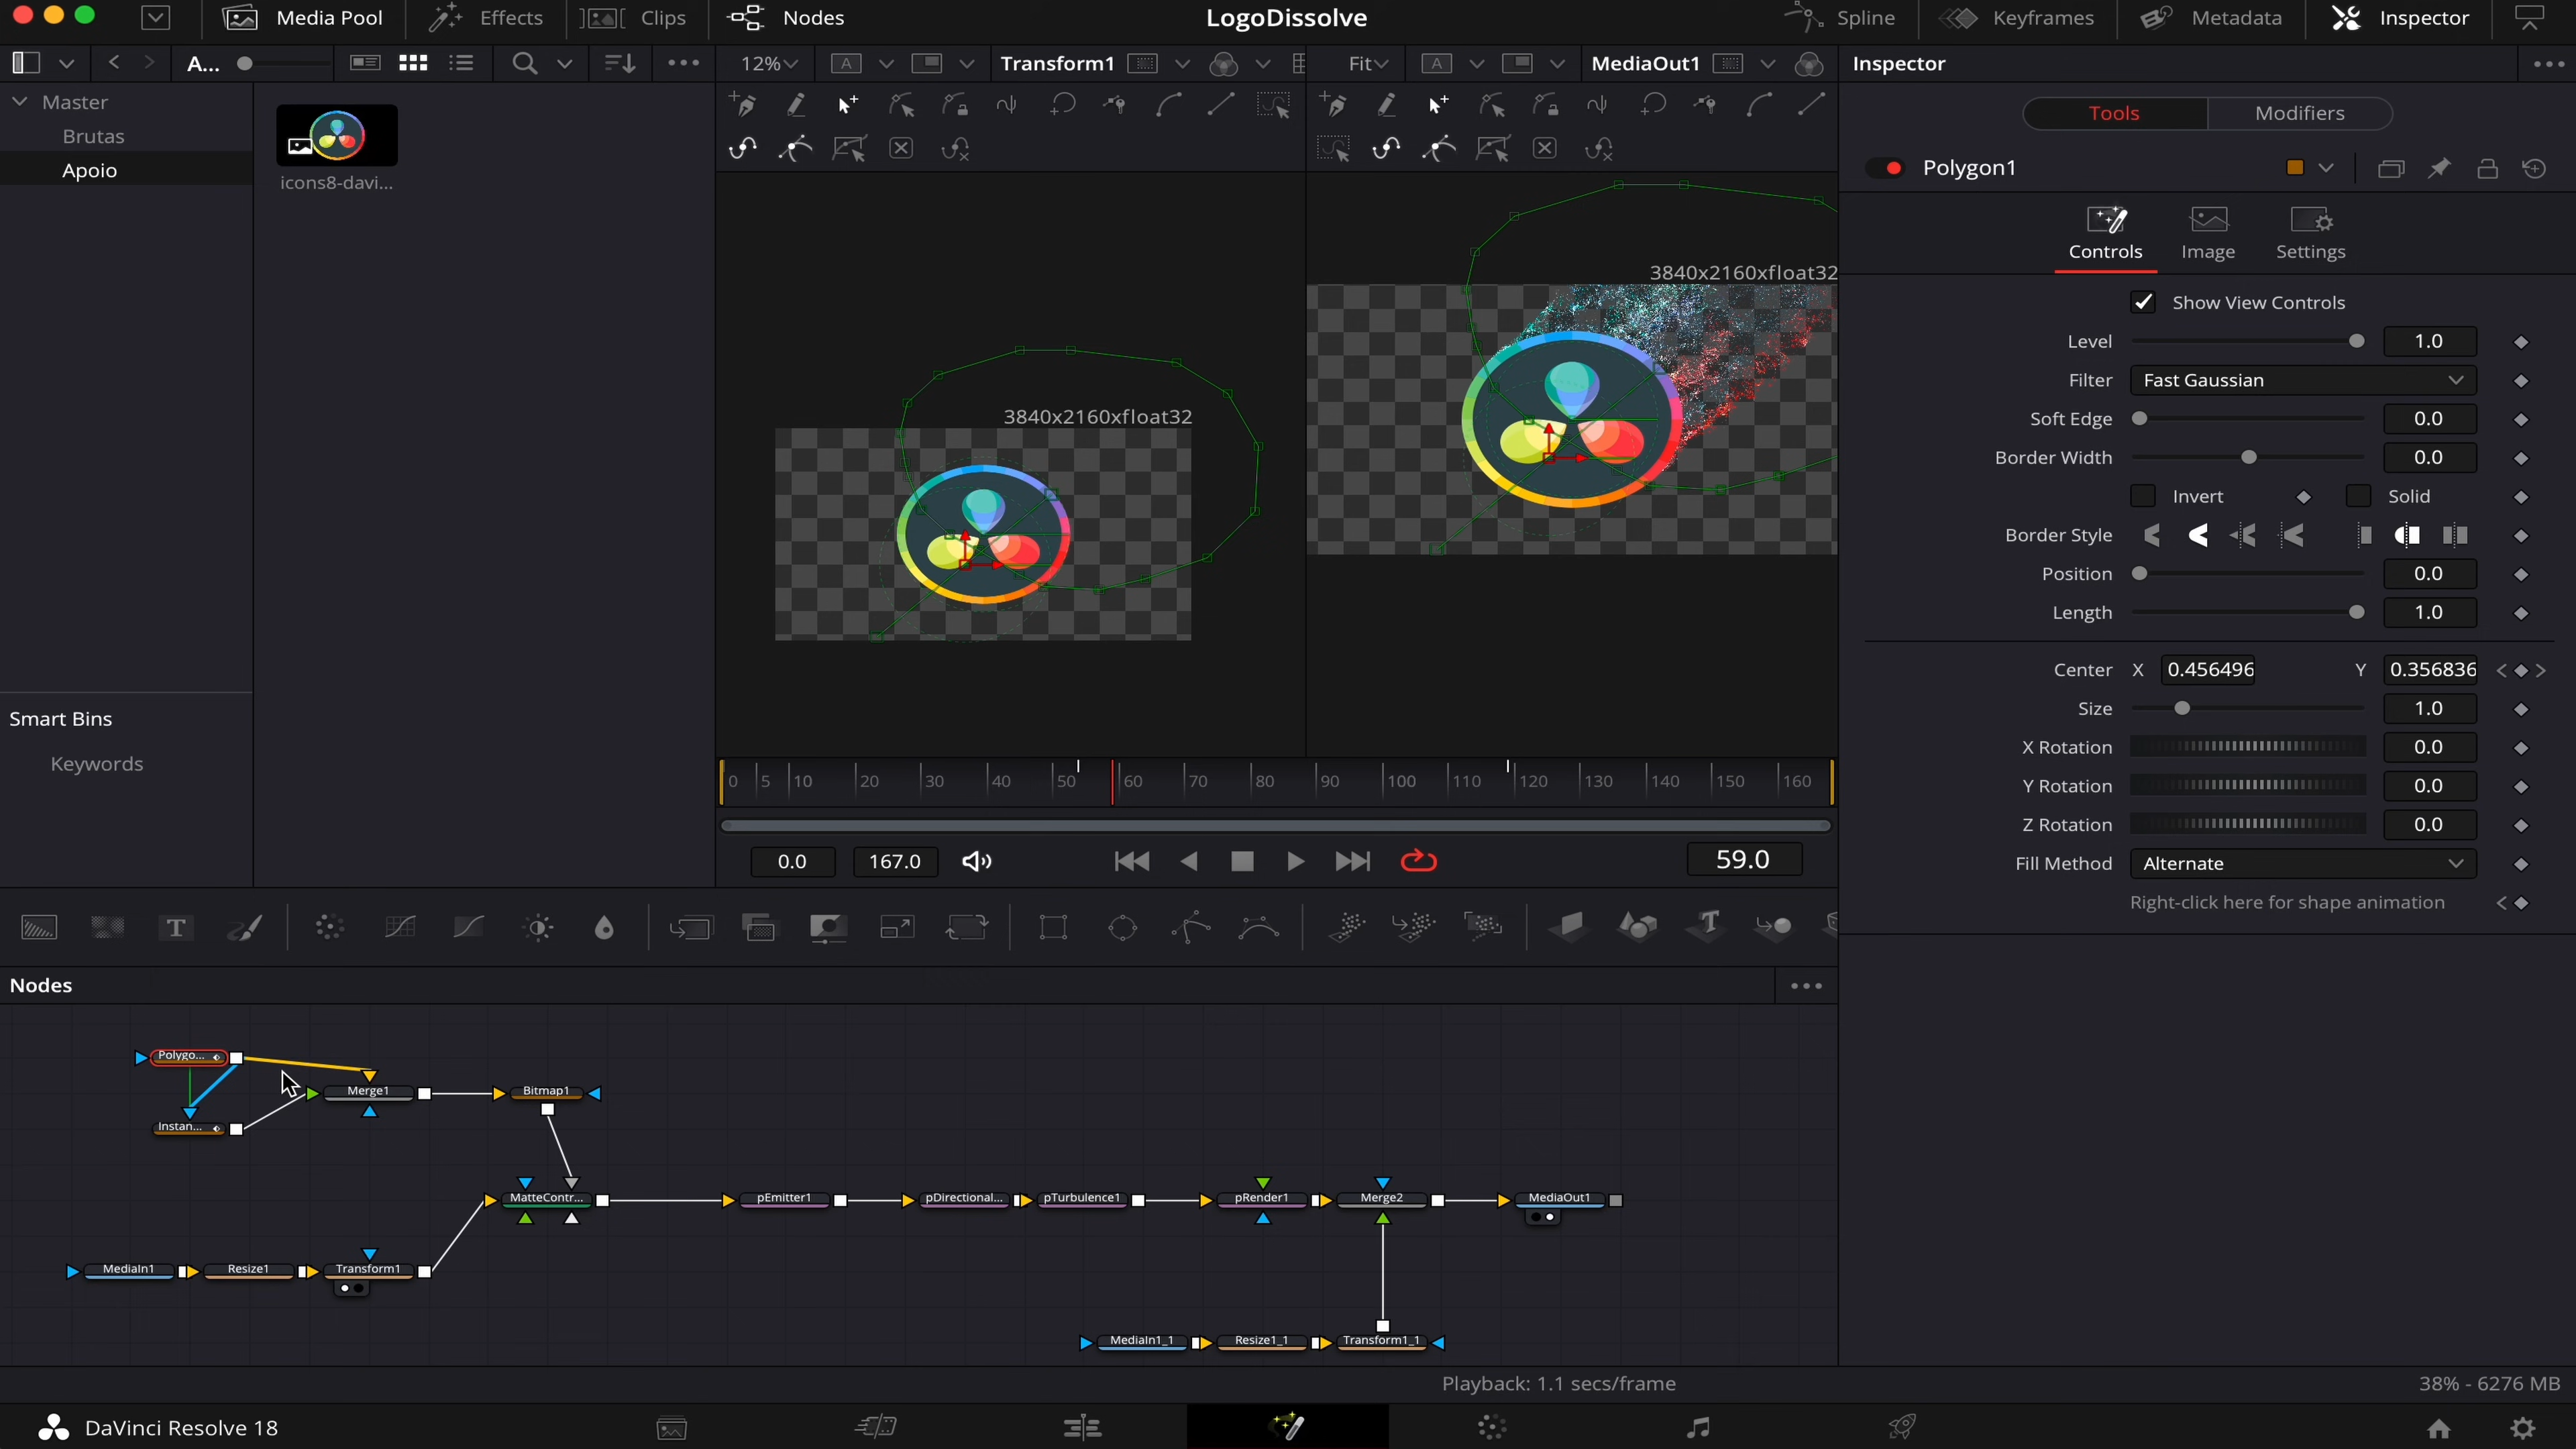 Media Pool Effects Clips Nodes LogoDissolve Spline Keyframes Metadata Inspector
A... 12% A Transform1 Fit A MediaOut1 Inspector
Master
Brutas
Apoio
icons8-davi...
Tools Modifiers
Polygon1
Controls Image Settings
3840x2160xfloat32
3840x2160xfloat32
Show View Controls
Level 1.0
Filter Fast Gaussian
Soft Edge 0.0
Border Width 0.0
Invert Solid
Border Style
Position 0.0
Length 1.0
Center X 0.456496 Y 0.356836
Size 1.0
X Rotation 0.0
Y Rotation 0.0
Z Rotation 0.0
Fill Method Alternate
Right-click here for shape animation
Smart Bins
Keywords
0 5 10 20 30 40 50 60 70 80 90 100 110 120 130 140 150 160
0.0 167.0 59.0
T T
Nodes
Polygo...
Merge1 Bitmap1
Instan...
MatteContr... pEmitter1 pDirectional... pTurbulence1 pRender1 Merge2 MediaOut1
MediaIn1 Resize1 Transform1
MediaIn1_1 Resize1_1 Transform1_1
Playback: 1.1 secs/frame 38% - 6276 MB
DaVinci Resolve 18